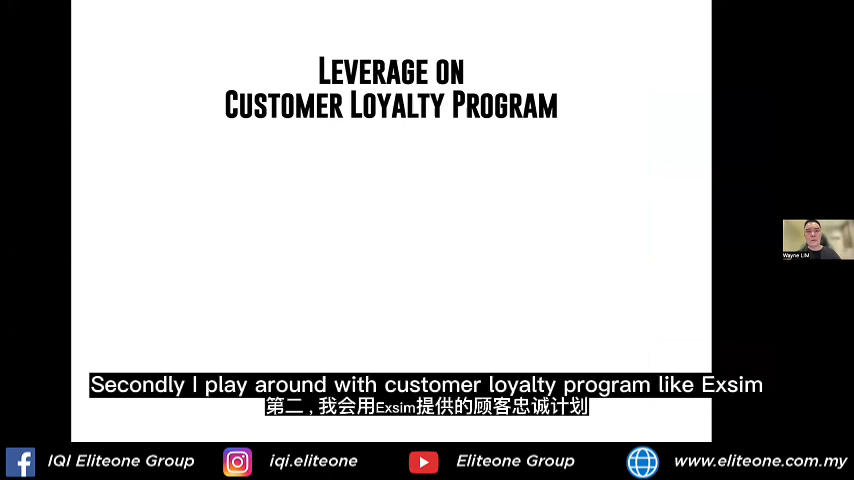 LEVERAGE ON
CUSTOMER LOYALTY PROGRAM
Wayne LIM
Secondly I play around with customer loyalty program like Exsim
第二 , 我会用Exsim提供的顾客忠诚计划
IQI Eliteone Group
iqi.eliteone
Eliteone Group
www.eliteone.com.my